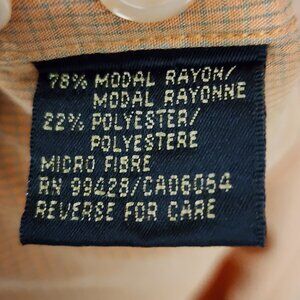 78% MODAL RAYON/
MODAL RAYONNE
22% POLYESTER/
POLYESTERE
MICRO FIBRE
RN 99428/CA06054
REVERSE FOR CARE